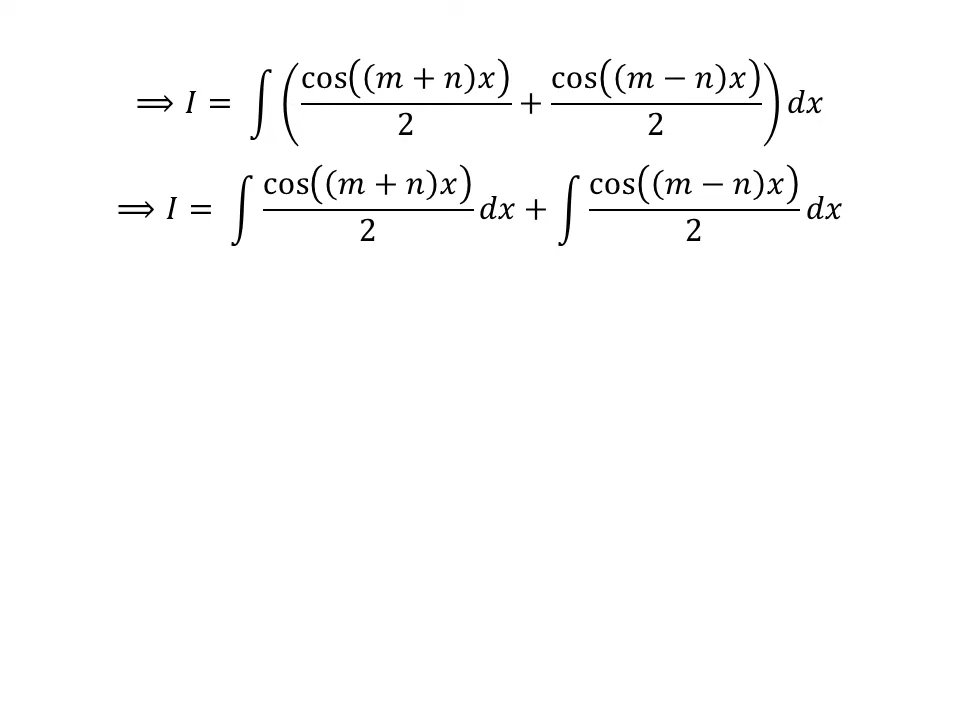 ⟹ 𝐼 = ∫ (cos((𝑚 + 𝑛)𝑥)/2 + cos((𝑚 − 𝑛)𝑥)/2) 𝑑𝑥
⟹ 𝐼 = ∫ cos((𝑚 + 𝑛)𝑥)/2 𝑑𝑥 + ∫ cos((𝑚 − 𝑛)𝑥)/2 𝑑𝑥